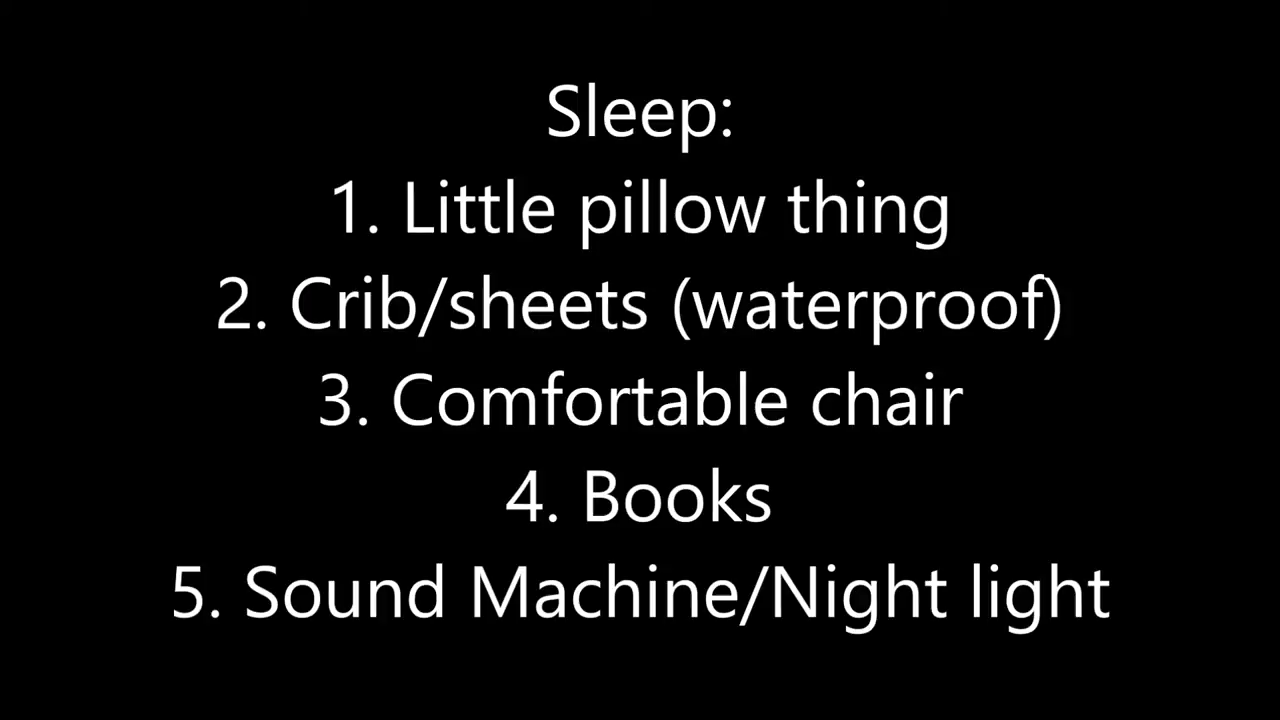 Sleep:
1. Little pillow thing
2. Crib/sheets (waterproof)
3. Comfortable chair
4. Books
5. Sound Machine/Night light